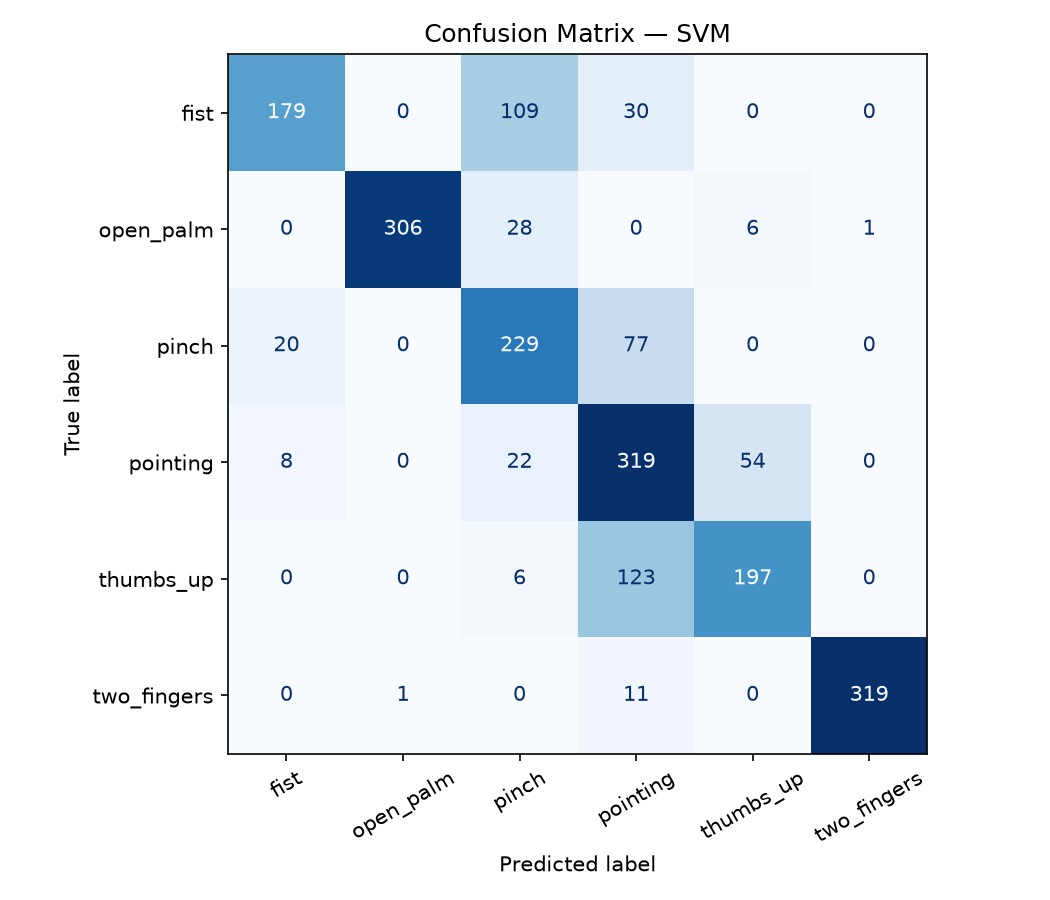 Confusion Matrix — SVM
fist 179 0 109 30 0 0
open_palm 0 306 28 0 6 1
pinch 20 0 229 77 0 0
pointing 8 0 22 319 54 0
thumbs_up 0 0 6 123 197 0
two_fingers 0 1 0 11 0 319
True label
fist open_palm pinch pointing thumbs_up two_fingers
Predicted label